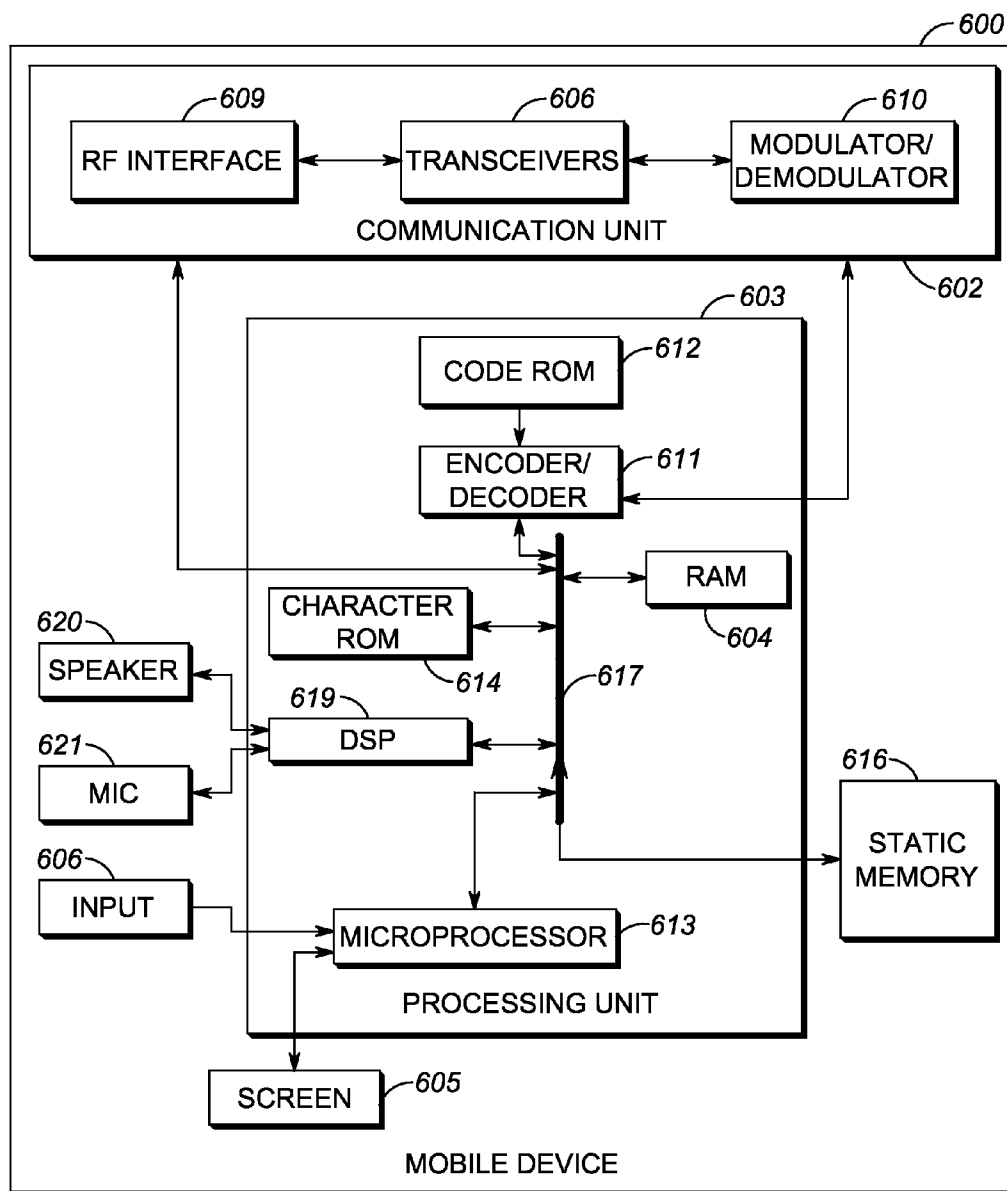 600
609
606
610
RF INTERFACE
TRANSCEIVERS
MODULATOR/
DEMODULATOR
COMMUNICATION UNIT
602
603
612
CODE ROM
611
ENCODER/
DECODER
RAM
604
CHARACTER
ROM
614
617
620
SPEAKER
619
DSP
621
MIC
616
STATIC
MEMORY
606
INPUT
613
MICROPROCESSOR
PROCESSING UNIT
605
SCREEN
MOBILE DEVICE